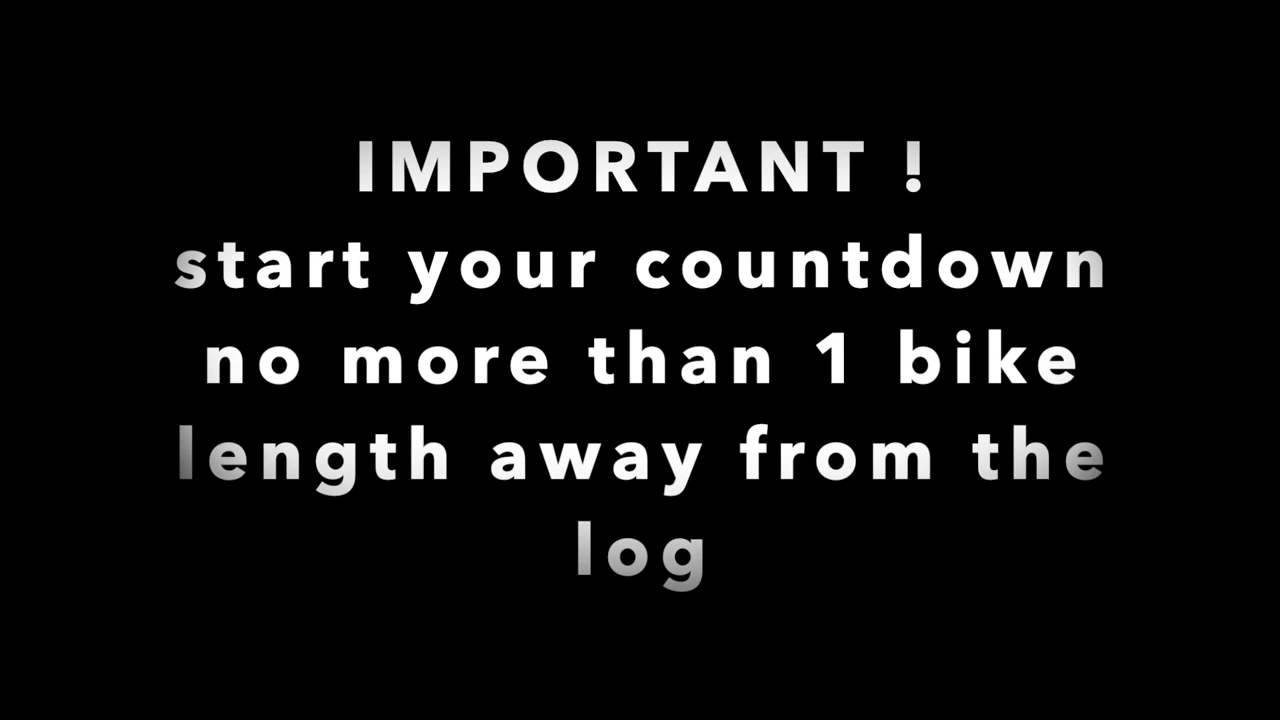 IMPORTANT !
start your countdown
no more than 1 bike
length away from the
log